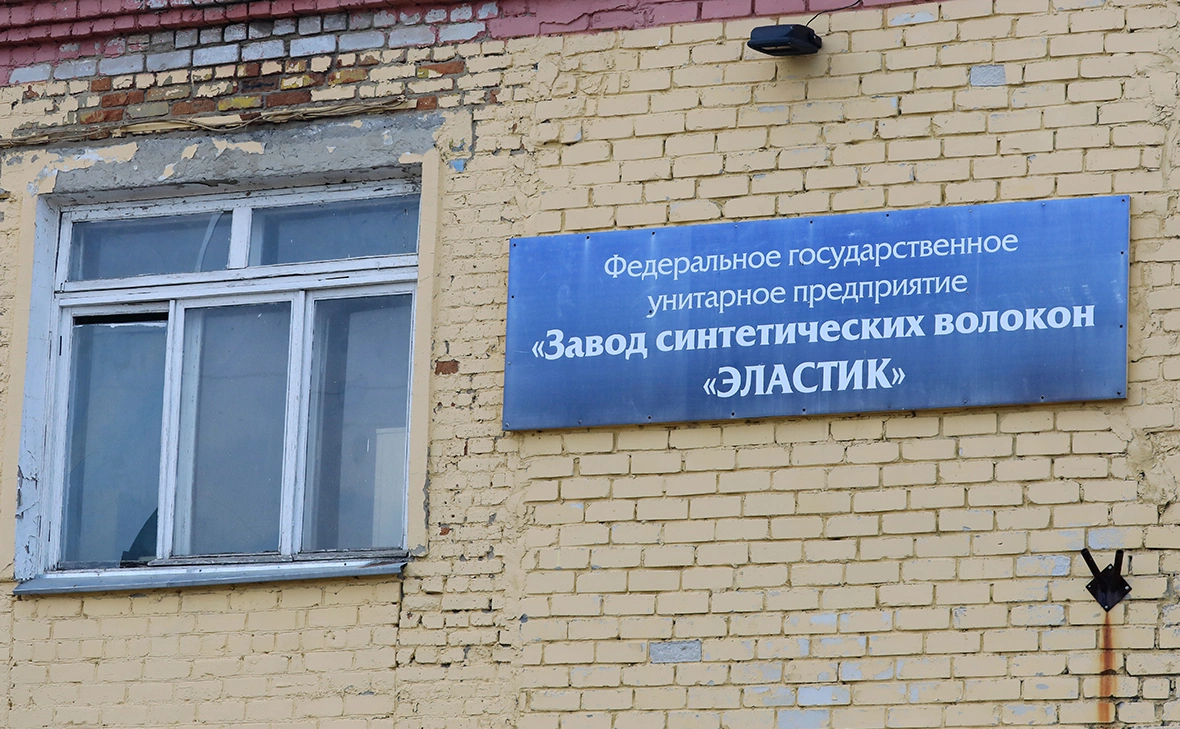 Федеральное государственное
унитарное предприятие
«Завод синтетических волокон
«ЭЛАСТИК»